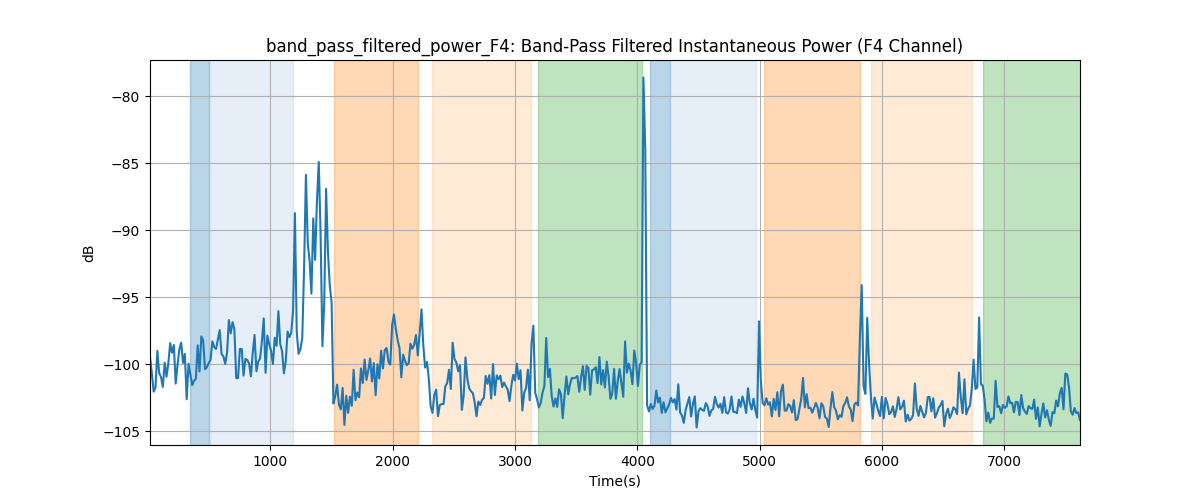 band_pass_filtered_power_F4: Band-Pass Filtered Instantaneous Power (F4 Channel)
−80
−85
−90
−95
−100
−105
dB
1000 2000 3000 4000 5000 6000 7000
Time(s)